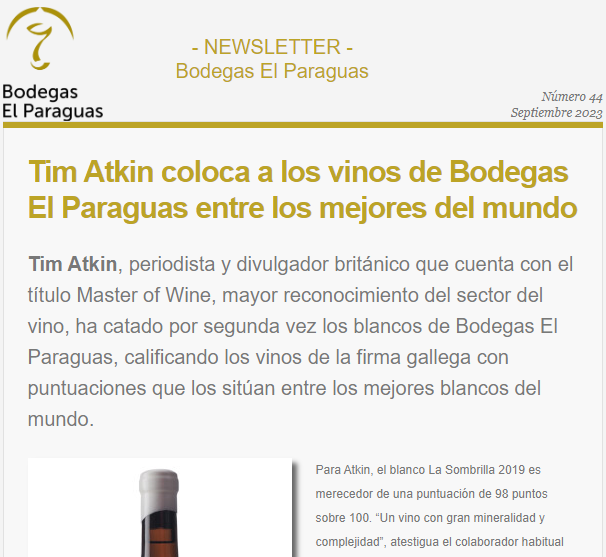 - NEWSLETTER -
Bodegas El Paraguas
Bodegas
El Paraguas
Número 44
Septiembre 2023
Tim Atkin coloca a los vinos de Bodegas
El Paraguas entre los mejores del mundo
Tim Atkin, periodista y divulgador británico que cuenta con el
título Master of Wine, mayor reconocimiento del sector del
vino, ha catado por segunda vez los blancos de Bodegas El
Paraguas, calificando los vinos de la firma gallega con
puntuaciones que los sitúan entre los mejores blancos del
mundo.
Para Atkin, el blanco La Sombrilla 2019 es
merecedor de una puntuación de 98 puntos
sobre 100. “Un vino con gran mineralidad y
complejidad”, atestigua el colaborador habitual